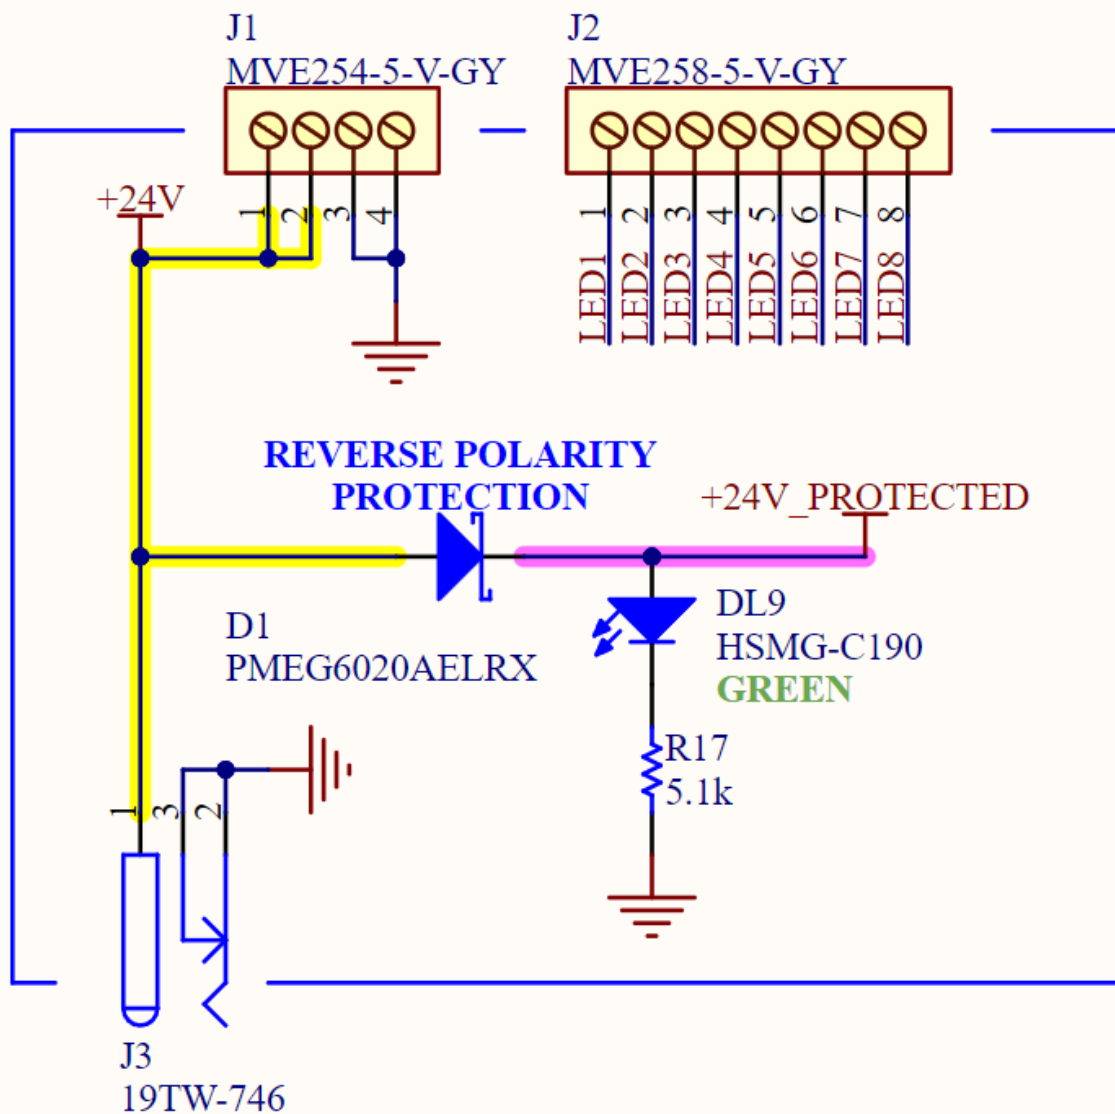 J1
MVE254-5-V-GY
J2
MVE258-5-V-GY
+24V
1
2
3
4
1
2
3
4
5
6
7
8
LED1
LED2
LED3
LED4
LED5
LED6
LED7
LED8
REVERSE POLARITY
PROTECTION
+24V_PROTECTED
D1
PMEG6020AELRX
DL9
HSMG-C190
GREEN
R17
5.1k
1
3
2
J3
19TW-746